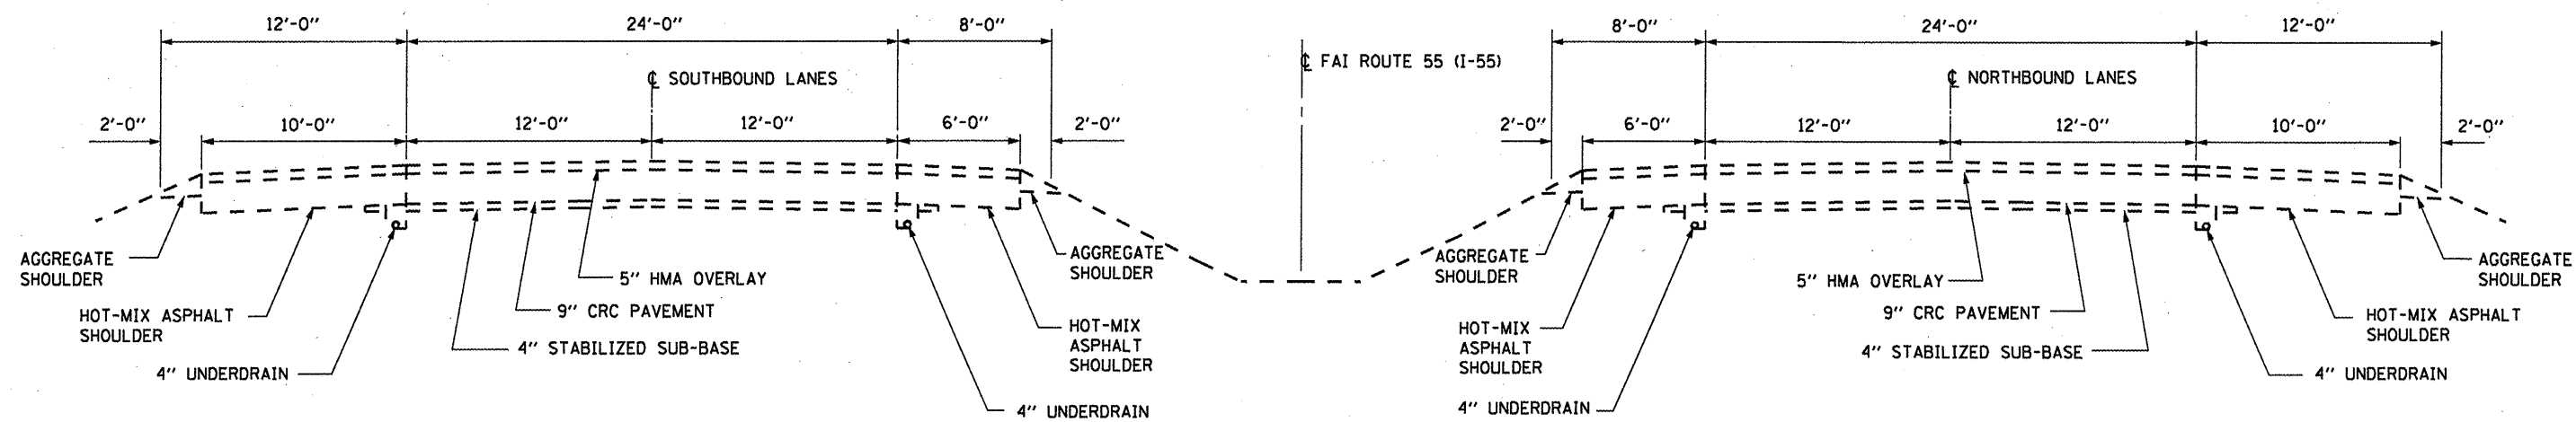 12'-0" 24'-0" 8'-0" 8'-0" 24'-0" 12'-0"
℄ FAI ROUTE 55 (I-55)
℄ SOUTHBOUND LANES ℄ NORTHBOUND LANES
2'-0" 10'-0" 12'-0" 12'-0" 6'-0" 2'-0" 2'-0" 6'-0" 12'-0" 12'-0" 10'-0" 2'-0"
AGGREGATE
SHOULDER
HOT-MIX ASPHALT
SHOULDER
4" UNDERDRAIN
5" HMA OVERLAY
9" CRC PAVEMENT
4" STABILIZED SUB-BASE
AGGREGATE
SHOULDER
HOT-MIX
ASPHALT
SHOULDER
4" UNDERDRAIN
AGGREGATE
SHOULDER
HOT-MIX
ASPHALT
SHOULDER
4" UNDERDRAIN
5" HMA OVERLAY
9" CRC PAVEMENT
4" STABILIZED SUB-BASE
AGGREGATE
SHOULDER
HOT-MIX ASPHALT
SHOULDER
4" UNDERDRAIN